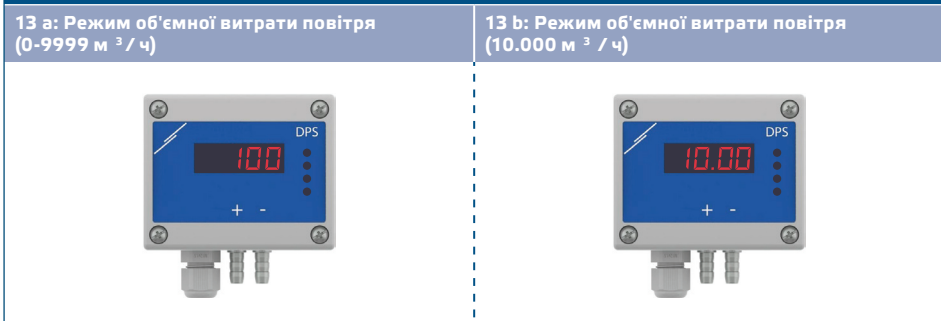 13 a: Режим об'ємної витрати повітря
(0-9999 м ³ / ч)
13 b: Режим об'ємної витрати повітря
(10.000 м ³ / ч)
DPS
100
+ -
DPS
10.00
+ -